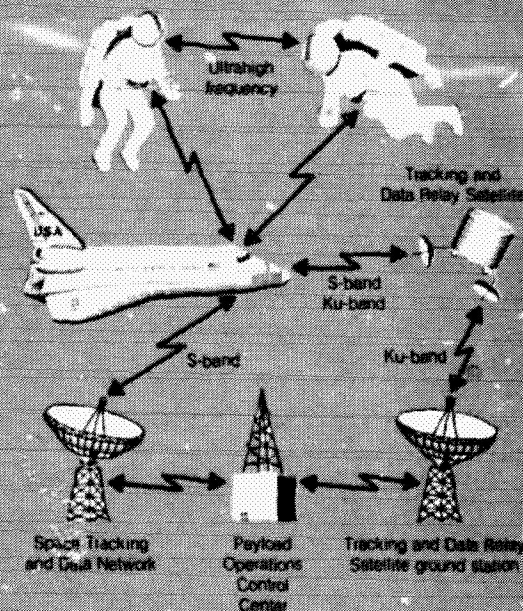 Ultrahigh
frequency
Tracking and
Data Relay Satellite
USA
S-band
Ku-band
S-band
Ku-band
Space Tracking
and Data Network
Payload
Operations
Control
Center
Tracking and Data Relay
Satellite ground station